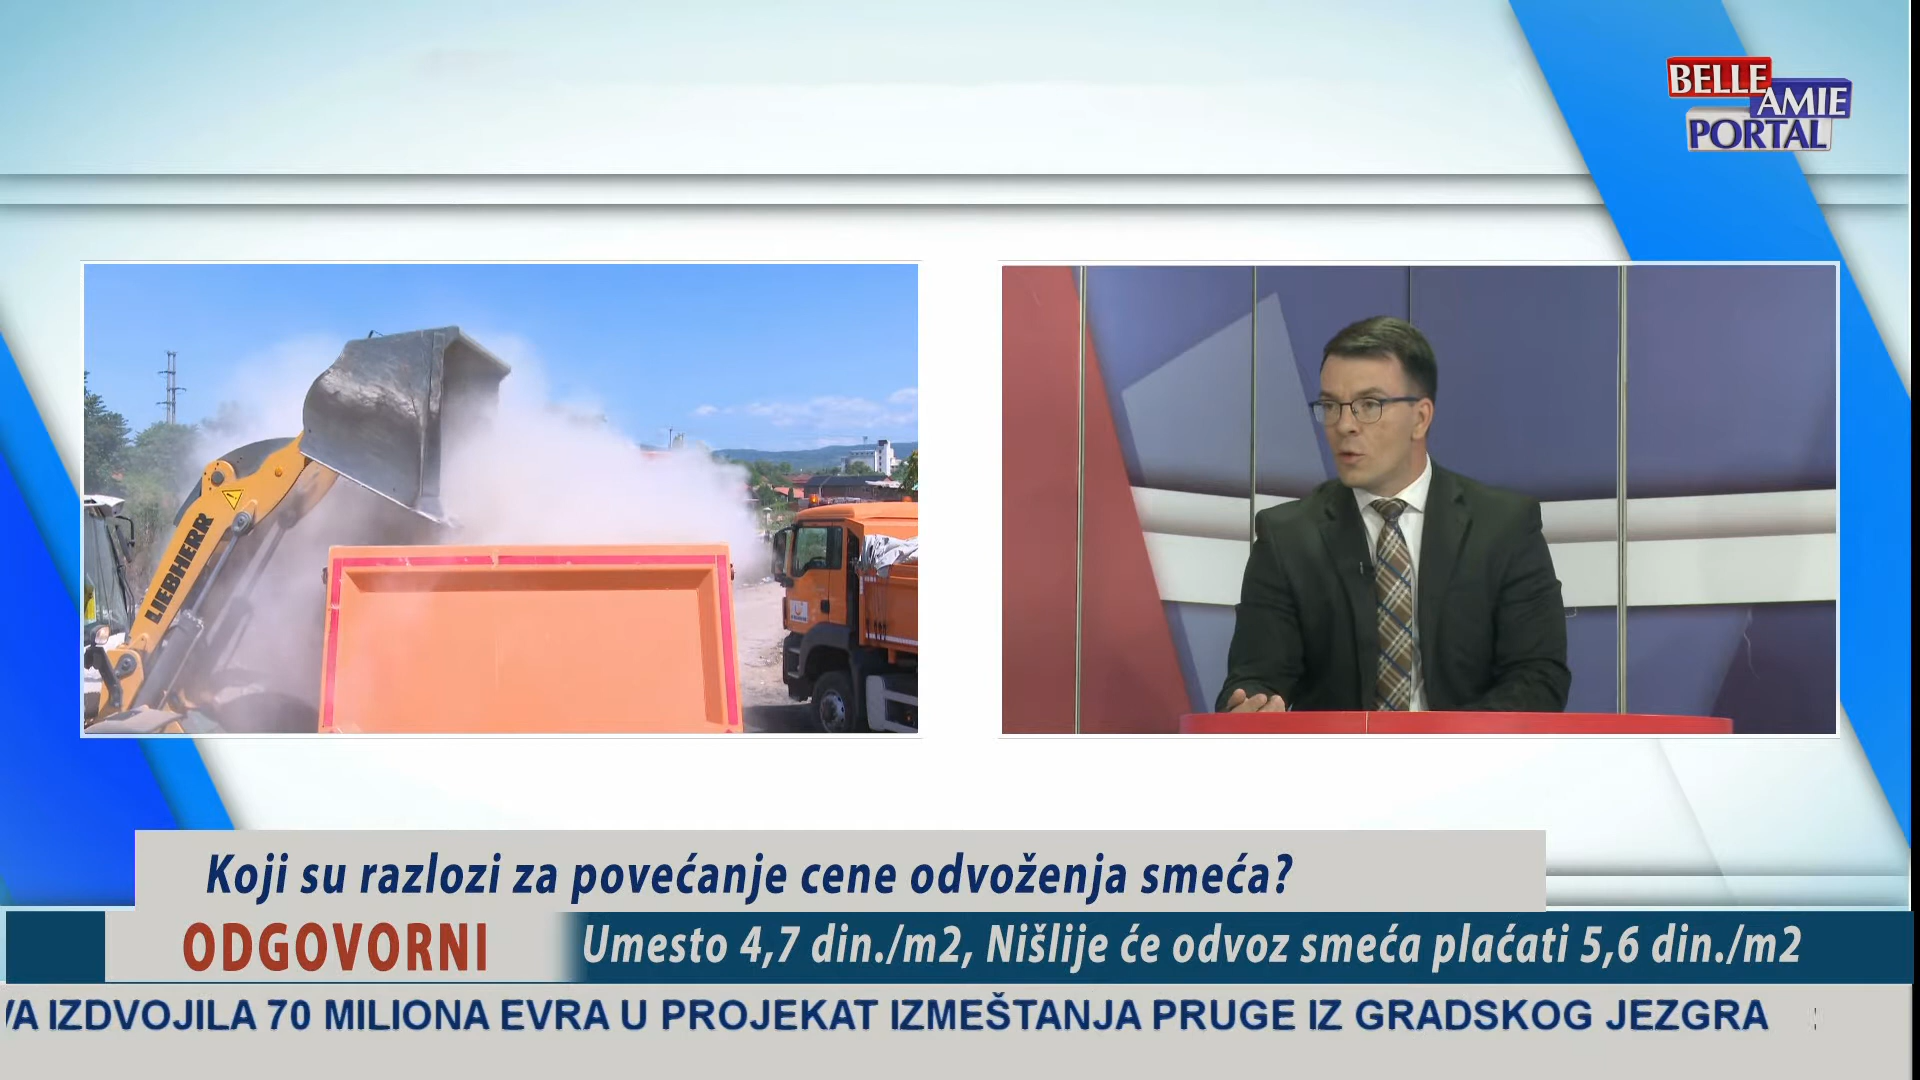 BELLE
AMIE
PORTAL
LIEBHERR
Koji su razlozi za povećanje cene odvoženja smeća?
ODGOVORNI
Umesto 4,7 din./m2, Nišlije će odvoz smeća plaćati 5,6 din./m2
VA IZDVOJILA 70 MILIONA EVRA U PROJEKAT IZMEŠTANJA PRUGE IZ GRADSKOG JEZGRA